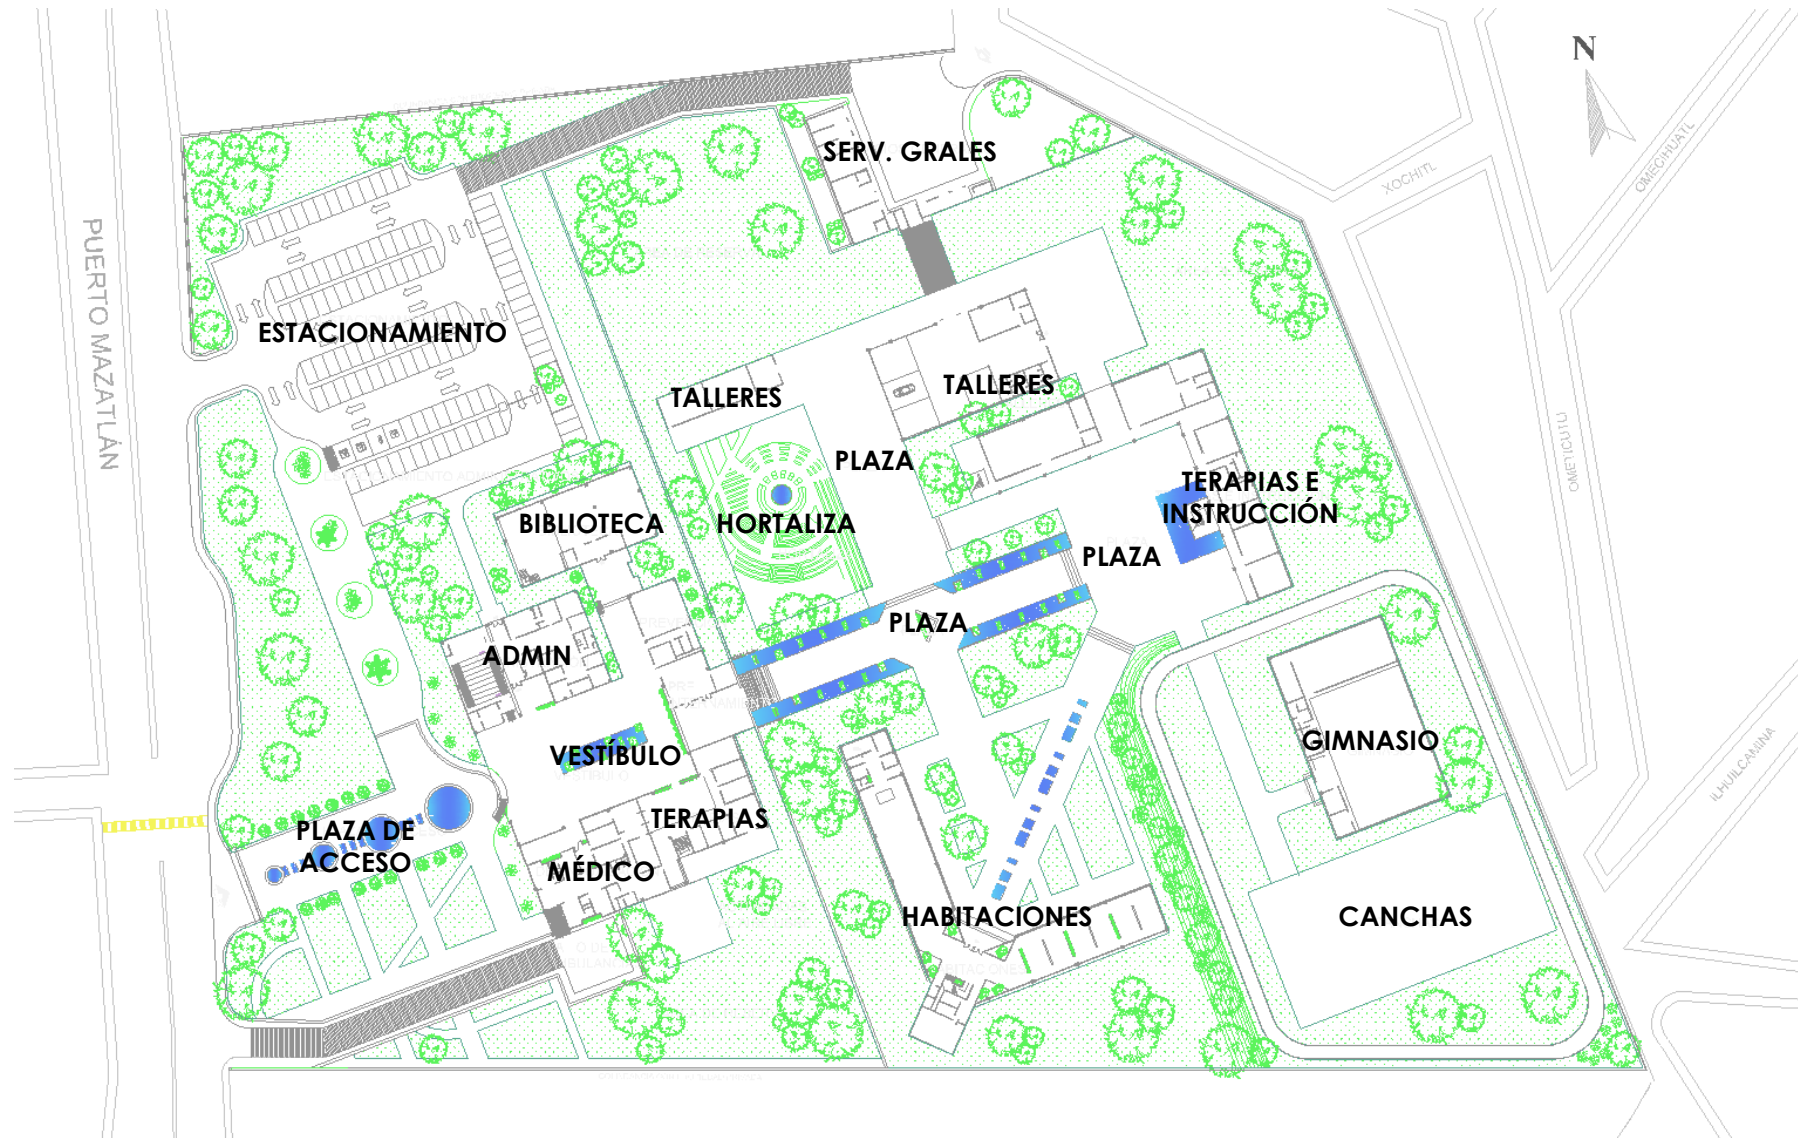 N
SERV. GRALES
XOCHITL
OMECIHUATL
PUERTO MAZATLÁN
ESTACIONAMIENTO
TALLERES
TALLERES
PLAZA
OMETICUTLI
TERAPIAS E
INSTRUCCIÓN
BIBLIOTECA
HORTALIZA
PLAZA
PLAZA
ADMIN
VESTÍBULO
GIMNASIO
ILHUILCAMINA
TERAPIAS
PLAZA DE
ACCESO
MÉDICO
HABITACIONES
CANCHAS